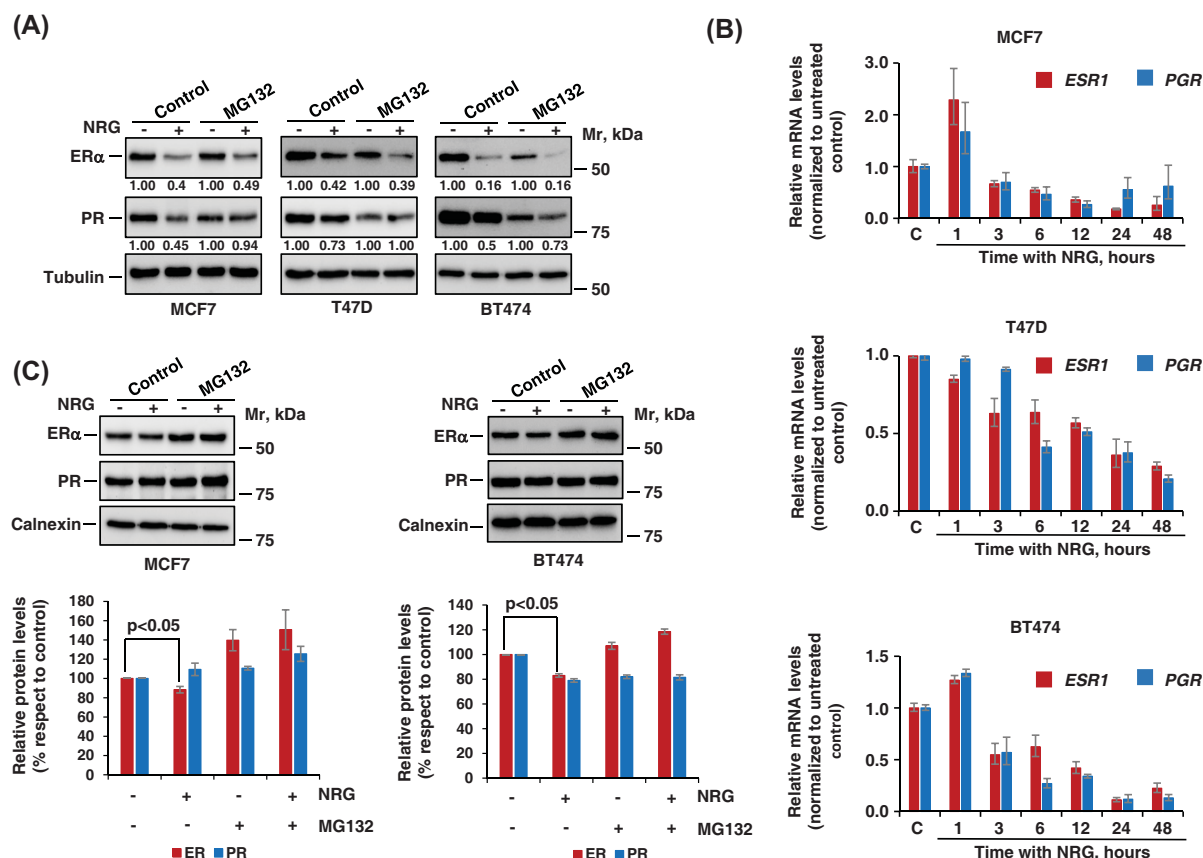 (A)
Control MG132 Control MG132 Control MG132
NRG - + - + - + - + - + - + Mr, kDa
ERα 50
1.00 0.4 1.00 0.49 1.00 0.42 1.00 0.39 1.00 0.16 1.00 0.16
PR 75
1.00 0.45 1.00 0.94 1.00 0.73 1.00 1.00 1.00 0.5 1.00 0.73
Tubulin 50
MCF7 T47D BT474
(B)
MCF7
ESR1 PGR
Relative mRNA levels
(normalized to untreated
control)
3.0
2.0
1.0
0.0
C 1 3 6 12 24 48
Time with NRG, hours
T47D
ESR1 PGR
Relative mRNA levels
(normalized to untreated
control)
1.0
0.5
0.0
C 1 3 6 12 24 48
Time with NRG, hours
BT474
ESR1 PGR
Relative mRNA levels
(normalized to untreated
control)
1.5
1.0
0.5
0.0
C 1 3 6 12 24 48
Time with NRG, hours
(C)
Control MG132
NRG - + - + Mr, kDa
ERα 50
PR 75
Calnexin 75
MCF7
Control MG132
NRG - + - + Mr, kDa
ERα 50
PR 75
Calnexin 75
BT474
Relative protein levels
(% respect to control)
180
160
140
120
100
80
60
40
20
0
p<0.05
- + - + NRG
- - + + MG132
ER PR
Relative protein levels
(% respect to control)
140
120
100
80
60
40
20
0
p<0.05
- + - + NRG
- - + + MG132
ER PR